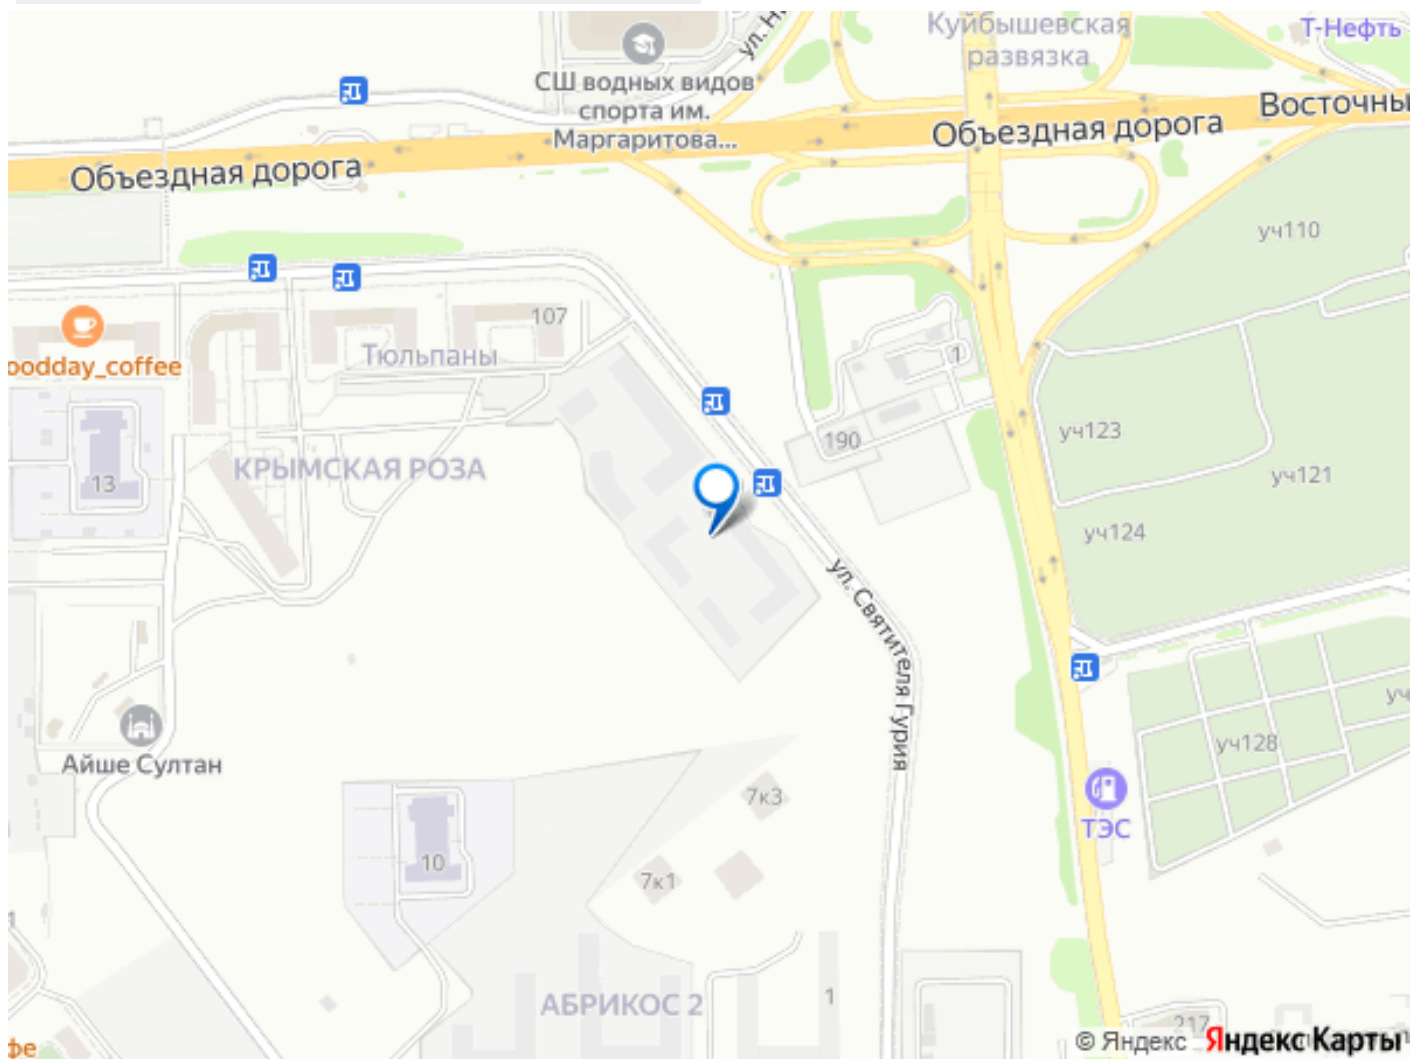 Куйбышевская
развязка
Т-Нефть
ул. Н
СШ водных видов
спорта им.
Маргаритова...
Восточны
Объездная дорога
Объездная дорога
уч110
107
Тюльпаны
oodday_coffee
1
190
уч123
КРЫМСКАЯ РОЗА
13
уч121
уч124
ул. Святителя Гурия
уч
Айше Султан
уч128
7к3
ТЭС
10
7к1
1
АБРИКОС 2
1
217
фе
© Яндекс Яндекс Карты